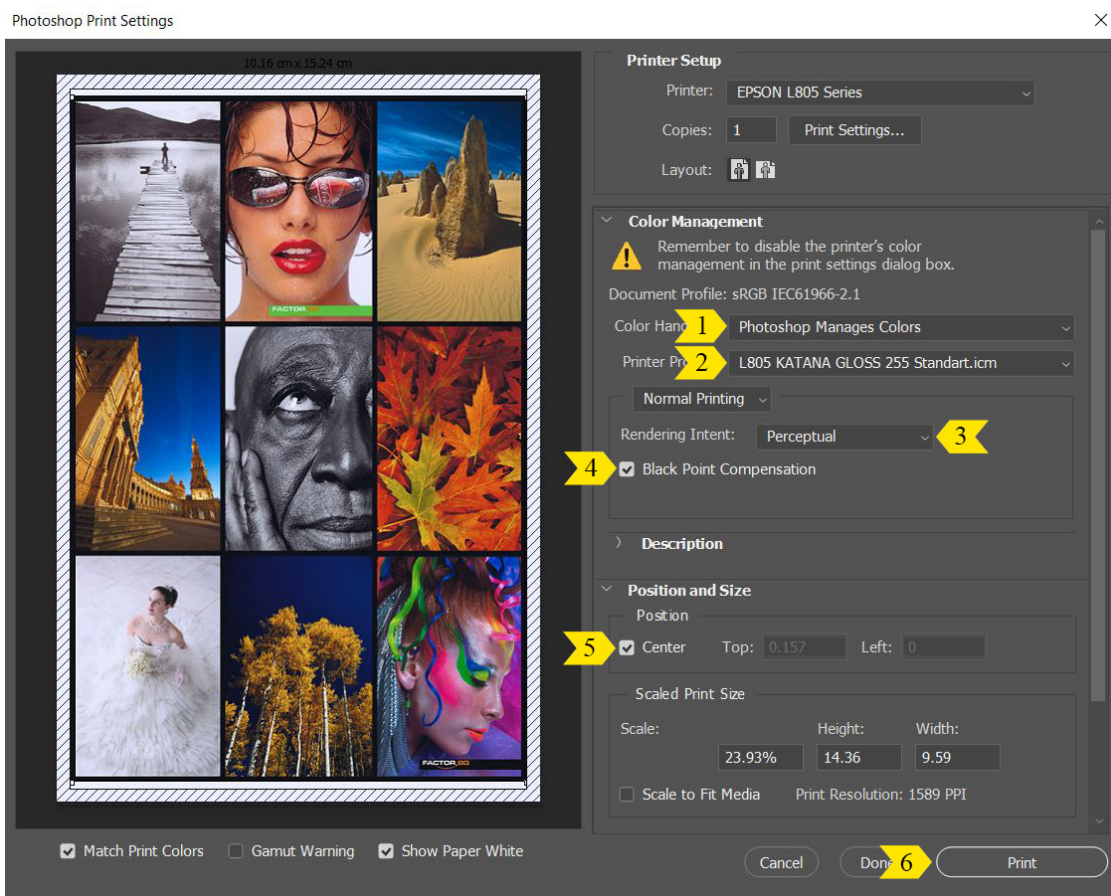 Photoshop Print Settings
10.16 cm x 15.24 cm
FACTOR.BG
FACTOR.BG
Match Print Colors
Gamut Warning
Show Paper White
Printer Setup
Printer: EPSON L805 Series
Copies: 1 Print Settings...
Layout:
Color Management
Remember to disable the printer's color
management in the print settings dialog box.
Document Profile: sRGB IEC61966-2.1
Color Hand 1 Photoshop Manages Colors
Printer Pro 2 L805 KATANA GLOSS 255 Standart.icm
Normal Printing
Rendering Intent: Perceptual 3
4 Black Point Compensation
Description
Position and Size
Position
5 Center Top: 0.157 Left: 0
Scaled Print Size
Scale: Height: Width:
23.93% 14.36 9.59
Scale to Fit Media Print Resolution: 1589 PPI
Cancel Done 6 Print